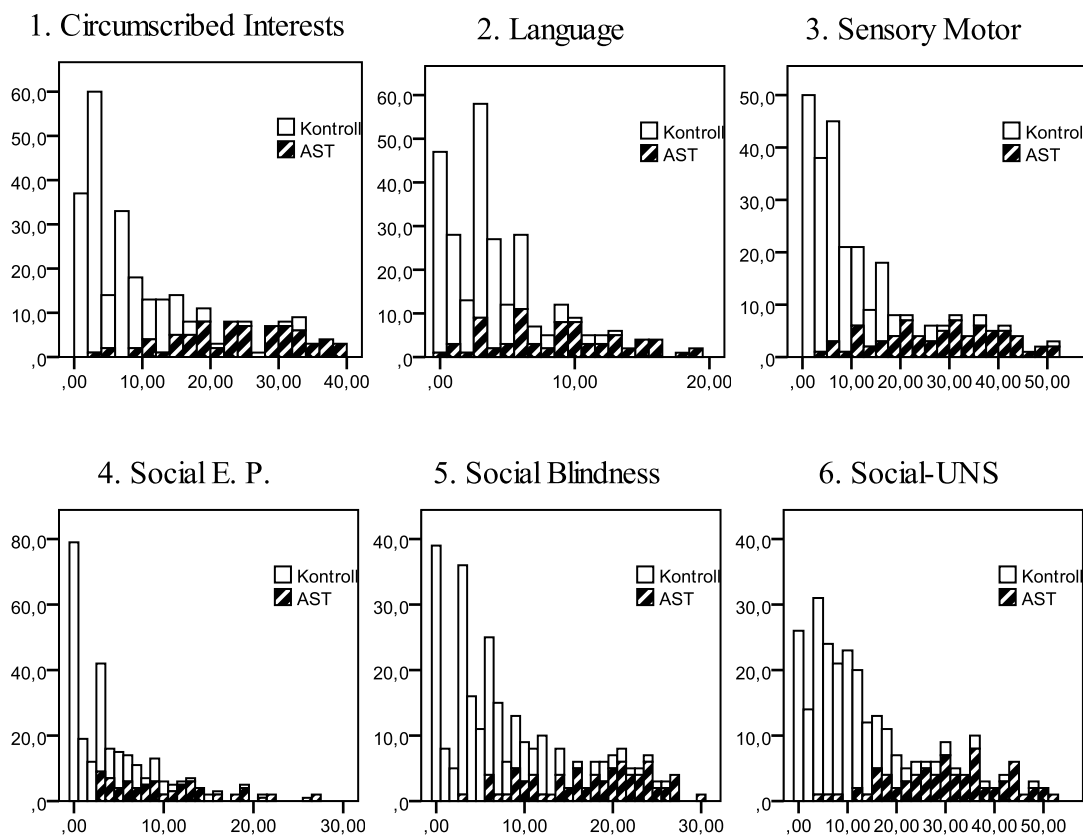 1. Circumscribed Interests
60,0
50,0
40,0
30,0
20,0
10,0
,0
Kontroll
AST
,00 10,00 20,00 30,00 40,00
2. Language
60,0
50,0
40,0
30,0
20,0
10,0
,0
Kontroll
AST
,00 10,00 20,00
3. Sensory Motor
50,0
40,0
30,0
20,0
10,0
,0
Kontroll
AST
,00 10,00 20,00 30,00 40,00 50,00
4. Social E. P.
80,0
60,0
40,0
20,0
,0
Kontroll
AST
,00 10,00 20,00 30,00
5. Social Blindness
40,0
30,0
20,0
10,0
,0
Kontroll
AST
,00 10,00 20,00 30,00
6. Social-UNS
40,0
30,0
20,0
10,0
,0
Kontroll
AST
,00 10,00 20,00 30,00 40,00 50,00